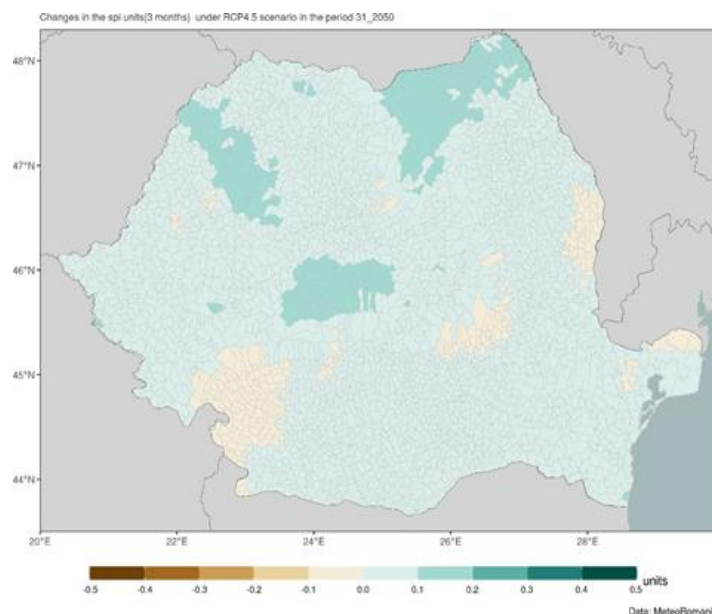 Changes in the spi units(3 months) under RCP4.5 scenario in the period 31_2050
48°N
47°N
46°N
45°N
44°N
20°E 22°E 24°E 26°E 28°E
-0.5 -0.4 -0.3 -0.2 -0.1 0.0 0.1 0.2 0.3 0.4 0.5
units
Data: MeteoRomani